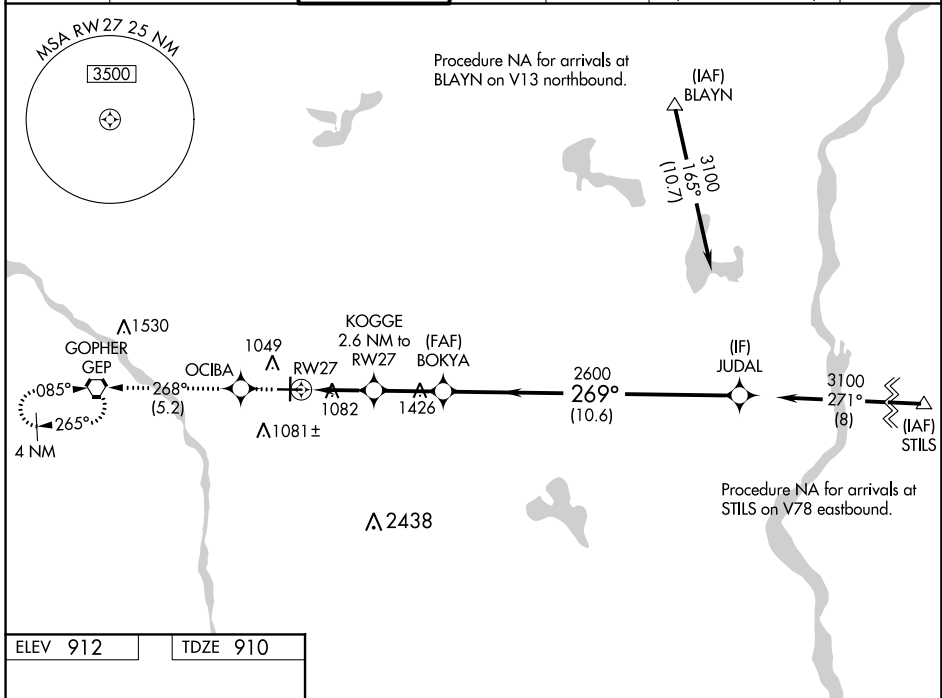 MSA RW27 25 NM
3500
Procedure NA for arrivals at
BLAYN on V13 northbound.
(IAF)
BLAYN
3100
165°
(10.7)
1530
GOPHER
GEP
OCIBA
1049
RW27
KOGGE
2.6 NM to
RW27
(FAF)
BOKYA
(IF)
JUDAL
085°
268°
(5.2)
265°
4 NM
1082
1426
1081±
2600
269°
(10.6)
3100
271°
(8)
(IAF)
STILS
Procedure NA for arrivals at
STILS on V78 eastbound.
2438
ELEV 912
TDZE 910